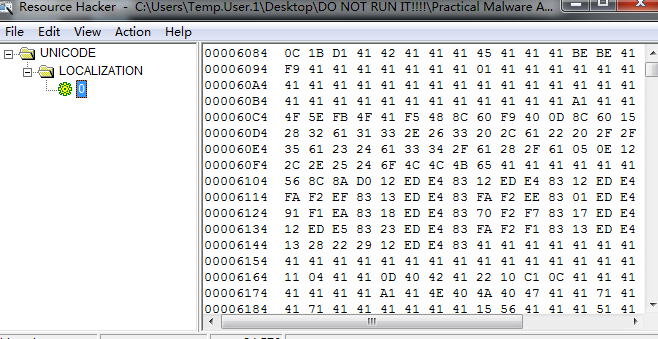 Resource Hacker - C:\Users\Temp.User.1\Desktop\DO NOT RUN IT!!!!\Practical Malware A...
File Edit View Action Help
UNICODE
LOCALIZATION
0
00006084 0C 1B D1 41 42 41 41 41 45 41 41 41 BE BE 41
00006094 F9 41 41 41 41 41 41 41 01 41 41 41 41 41 41
000060A4 41 41 41 41 41 41 41 41 41 41 41 41 41 41 41
000060B4 41 41 41 41 41 41 41 41 41 41 41 41 A1 41 41
000060C4 4F 5E FB 4F 41 F5 48 8C 60 F9 40 0D 8C 60 15
000060D4 28 32 61 31 33 2E 26 33 20 2C 61 22 20 2F 2F
000060E4 35 61 23 24 61 33 34 2F 61 28 2F 61 05 0E 12
000060F4 2C 2E 25 24 6F 4C 4C 4B 65 41 41 41 41 41 41
00006104 56 8C 8A D0 12 ED E4 83 12 ED E4 83 12 ED E4
00006114 FA F2 EF 83 13 ED E4 83 FA F2 EE 83 01 ED E4
00006124 91 F1 EA 83 18 ED E4 83 70 F2 F7 83 17 ED E4
00006134 12 ED E5 83 23 ED E4 83 FA F2 F1 83 13 ED E4
00006144 13 28 22 29 12 ED E4 83 41 41 41 41 41 41 41
00006154 41 41 41 41 41 41 41 41 41 41 41 41 41 41 41
00006164 11 04 41 41 0D 40 42 41 22 10 C1 0C 41 41 41
00006174 41 41 41 41 A1 41 4E 40 4A 40 47 41 41 71 41
00006184 41 71 41 41 41 41 41 41 15 56 41 41 41 51 41